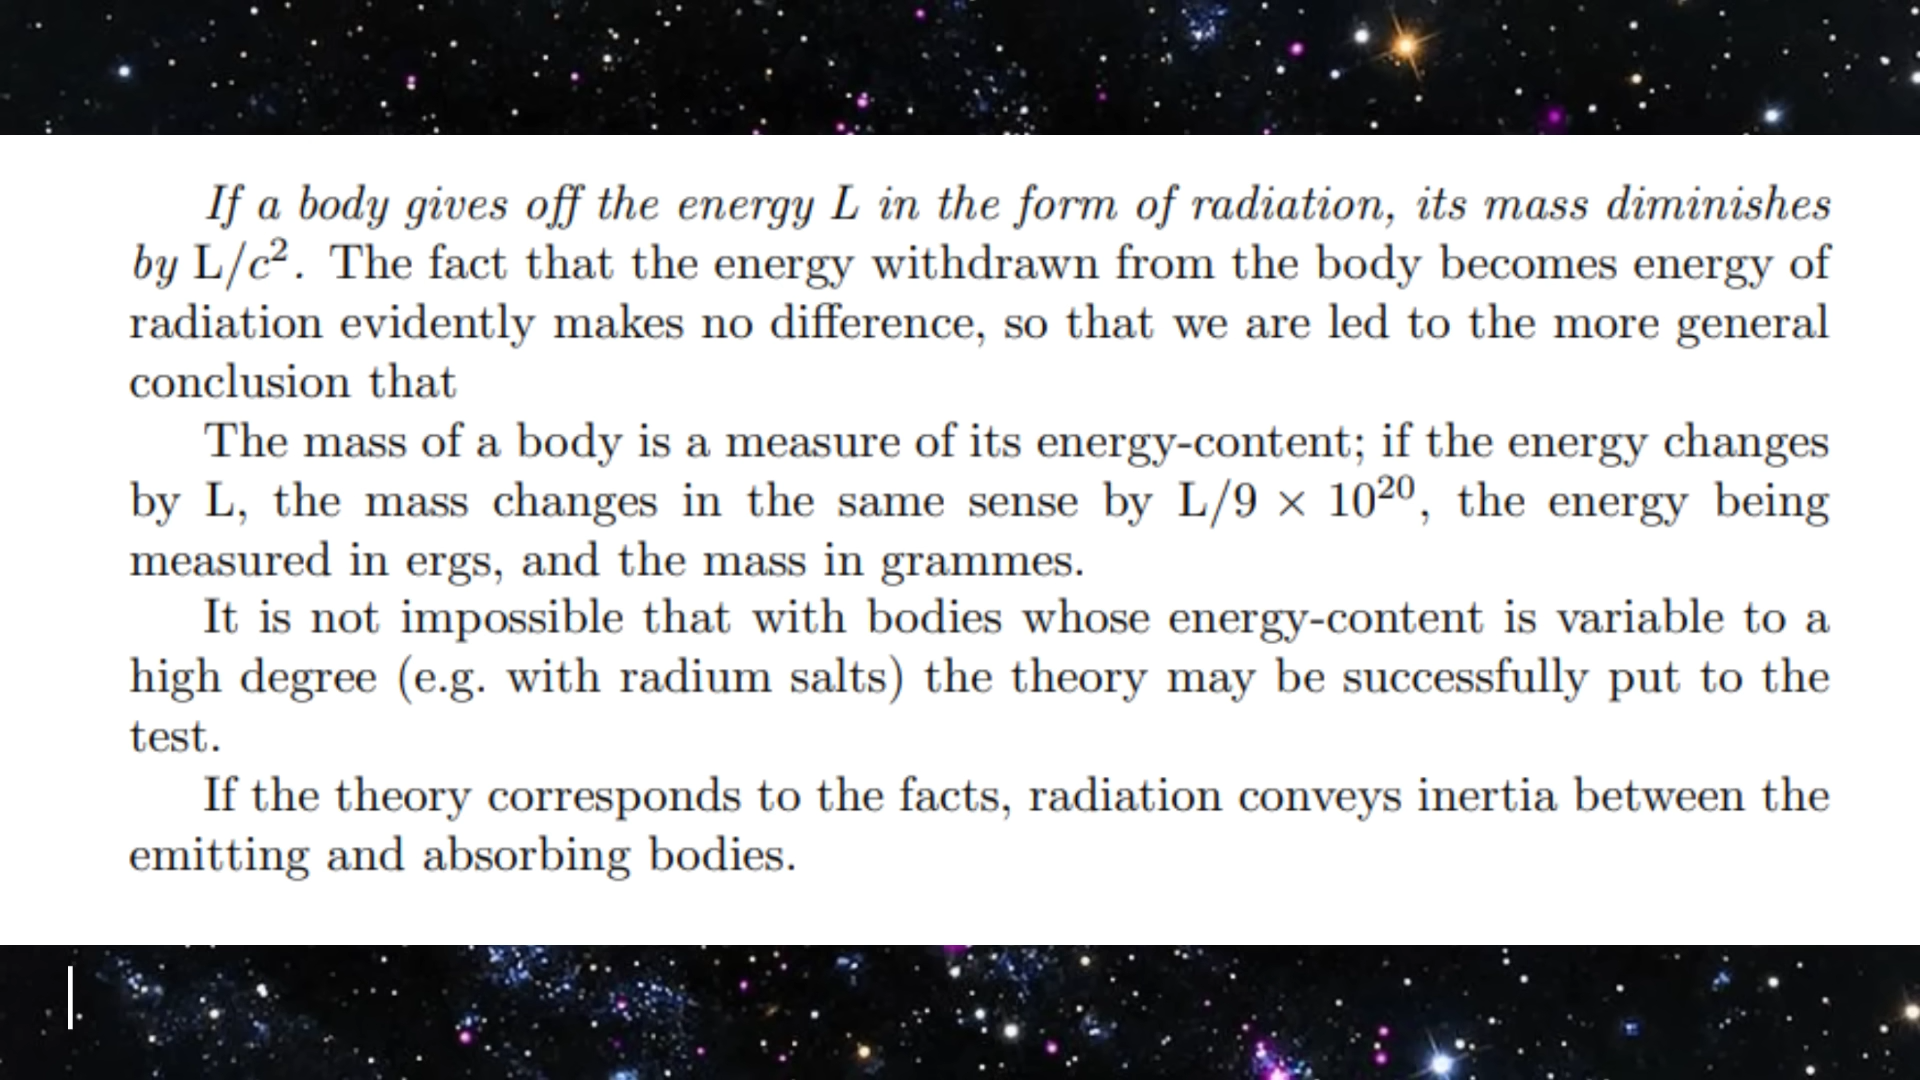 If a body gives off the energy L in the form of radiation, its mass diminishes
by L/c². The fact that the energy withdrawn from the body becomes energy of
radiation evidently makes no difference, so that we are led to the more general
conclusion that
The mass of a body is a measure of its energy-content; if the energy changes
by L, the mass changes in the same sense by L/9 × 10²⁰, the energy being
measured in ergs, and the mass in grammes.
It is not impossible that with bodies whose energy-content is variable to a
high degree (e.g. with radium salts) the theory may be successfully put to the
test.
If the theory corresponds to the facts, radiation conveys inertia between the
emitting and absorbing bodies.